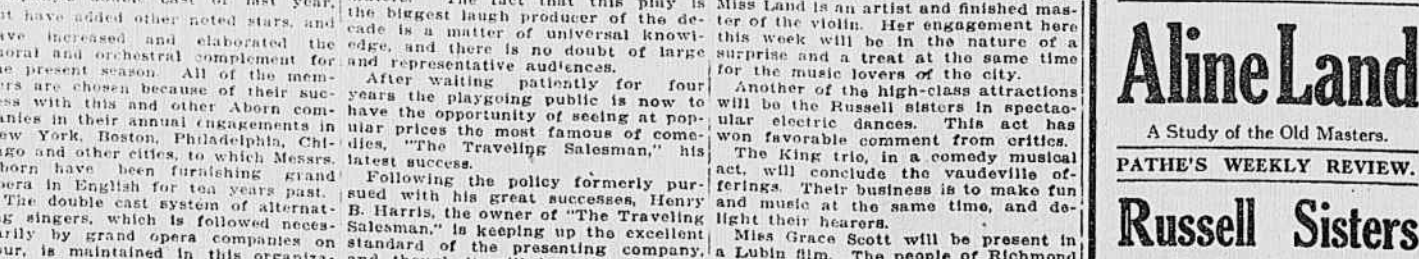 t have added other noted stars, and
ve increased and elaborated the
oral and orchestral complement for
e present season. All of the mem-
rs are chosen because of their suc-
ss with this and other Aborn com-
anies in their annual engagements in
ew York, Boston, Philadelphia, Chi-
ago and other cities, to which Messrs.
born have been furnishing grand
pera in English for ten years past.
The double cast system of alternat-
g singers, which is followed neces-
arily by grand opera companies on
our, is maintained in this organiza-
the biggest laugh producer of the de-
cade is a matter of universal knowl-
edge, and there is no doubt of large
and representative audiences.
After waiting patiently for four
years the playgoing public is now to
have the opportunity of seeing at pop-
ular prices the most famous of come-
dies, "The Traveling Salesman," his
latest success.
Following the policy formerly pur-
sued with his great successes, Henry
B. Harris, the owner of "The Traveling
Salesman," is keeping up the excellent
standard of the presenting company,
Miss Land is an artist and finished mas-
ter of the violin. Her engagement here
this week will be in the nature of a
surprise and a treat at the same time
for the music lovers of the city.
Another of the high-class attractions
will be the Russell sisters in spectac-
ular electric dances. This act has
won favorable comment from critics.
The King trio, in a comedy musical
act, will conclude the vaudeville of-
ferings. Their business is to make fun
and music at the same time, and de-
light their hearers.
Miss Grace Scott will be present in
a Lubin film. The people of Richmond
Aline Land
A Study of the Old Masters.
PATHE'S WEEKLY REVIEW.
Russell Sisters